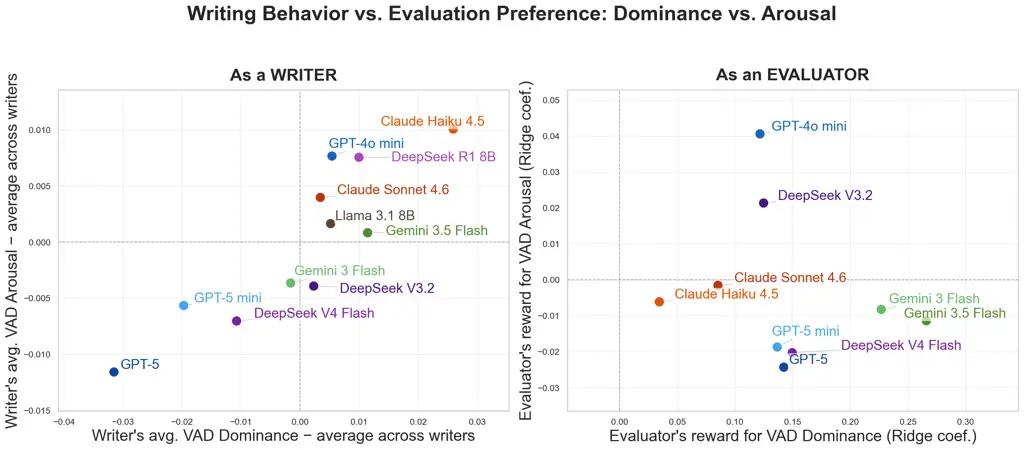 Writing Behavior vs. Evaluation Preference: Dominance vs. Arousal
As a WRITER
Writer's avg. VAD Arousal − average across writers
0.010
0.005
0.000
−0.005
−0.010
−0.015
Claude Haiku 4.5
GPT-4o mini
DeepSeek R1 8B
Claude Sonnet 4.6
Llama 3.1 8B
Gemini 3.5 Flash
Gemini 3 Flash
DeepSeek V3.2
GPT-5 mini
DeepSeek V4 Flash
GPT-5
−0.04
−0.03
−0.02
−0.01
0.00
0.01
0.02
0.03
Writer's avg. VAD Dominance − average across writers
As an EVALUATOR
Evaluator's reward for VAD Arousal (Ridge coef.)
0.05
0.04
0.03
0.02
0.01
0.00
−0.01
−0.02
−0.03
GPT-4o mini
DeepSeek V3.2
Claude Sonnet 4.6
Claude Haiku 4.5
Gemini 3 Flash
Gemini 3.5 Flash
GPT-5 mini
DeepSeek V4 Flash
GPT-5
0.00
0.05
0.10
0.15
0.20
0.25
0.30
Evaluator's reward for VAD Dominance (Ridge coef.)